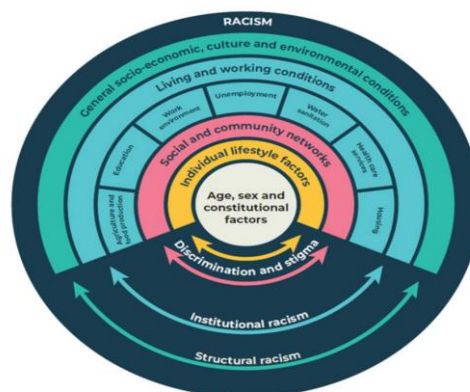 RACISM
General socio-economic, culture and environmental conditions
Living and working conditions
Agriculture and
food production
Education
Work
environment
Unemployment
Water
sanitation
Health care
services
Housing
Social and community networks
Individual lifestyle factors
Age, sex and
constitutional
factors
Discrimination and stigma
Institutional racism
Structural racism